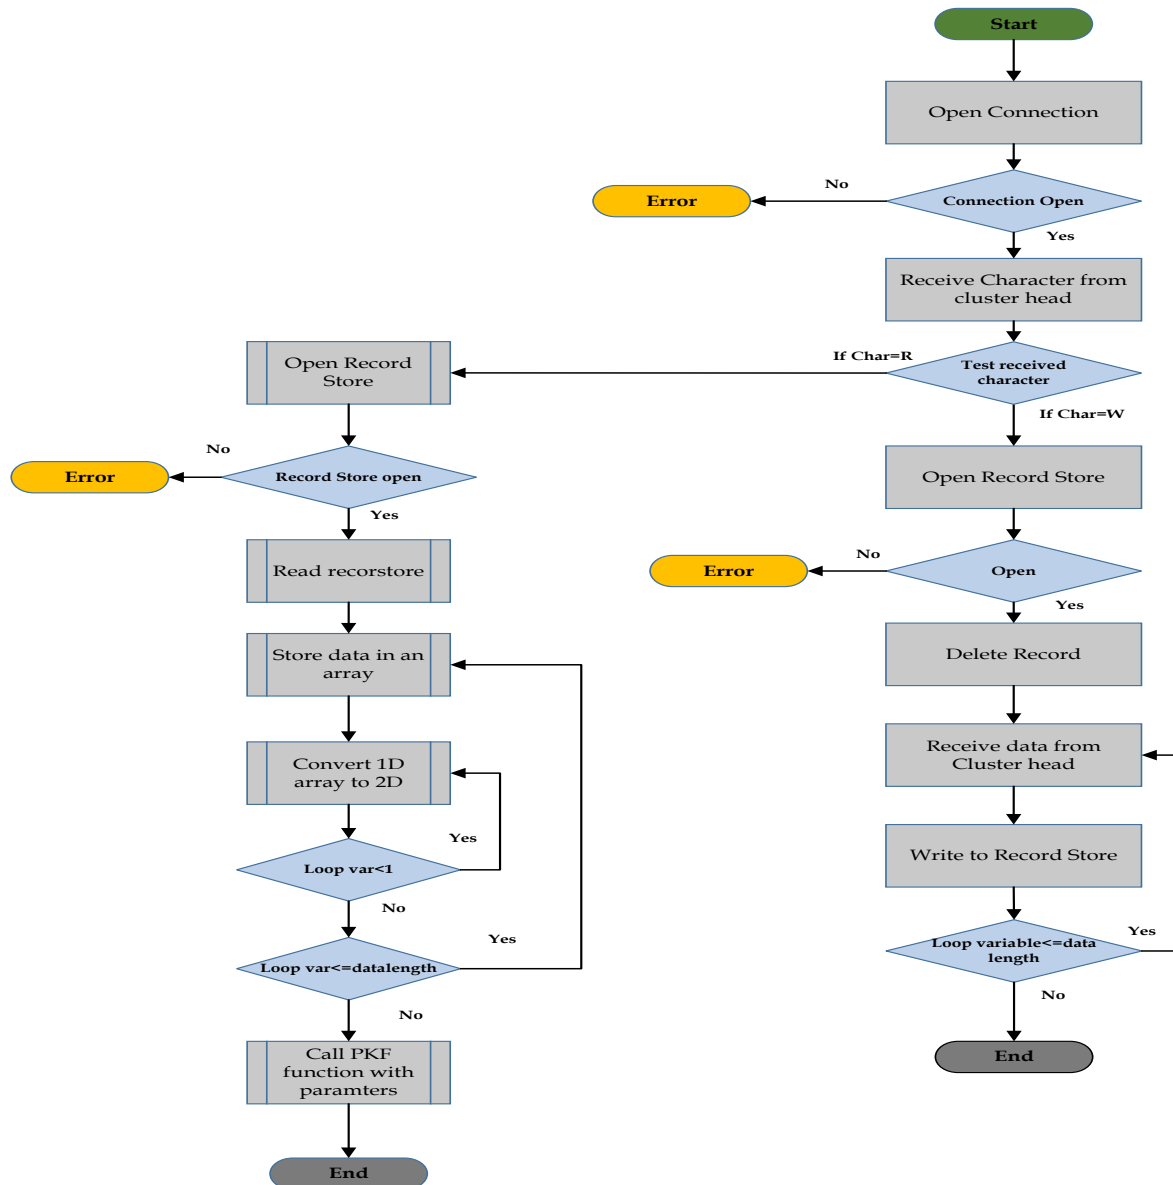 Start
Open Connection
No
Error
Connection Open
Yes
Receive Character from
cluster head
If Char=R
Test received
character
If Char=W
Open Record
Store
No
Error
Record Store open
Yes
Read recorstore
Store data in an
array
Convert 1D
array to 2D
Yes
Loop var<1
No
Yes
Loop var<=datalength
No
Call PKF
function with
paramters
End
Open Record Store
No
Error
Open
Yes
Delete Record
Receive data from
Cluster head
Write to Record Store
Yes
Loop variable<=data
length
No
End